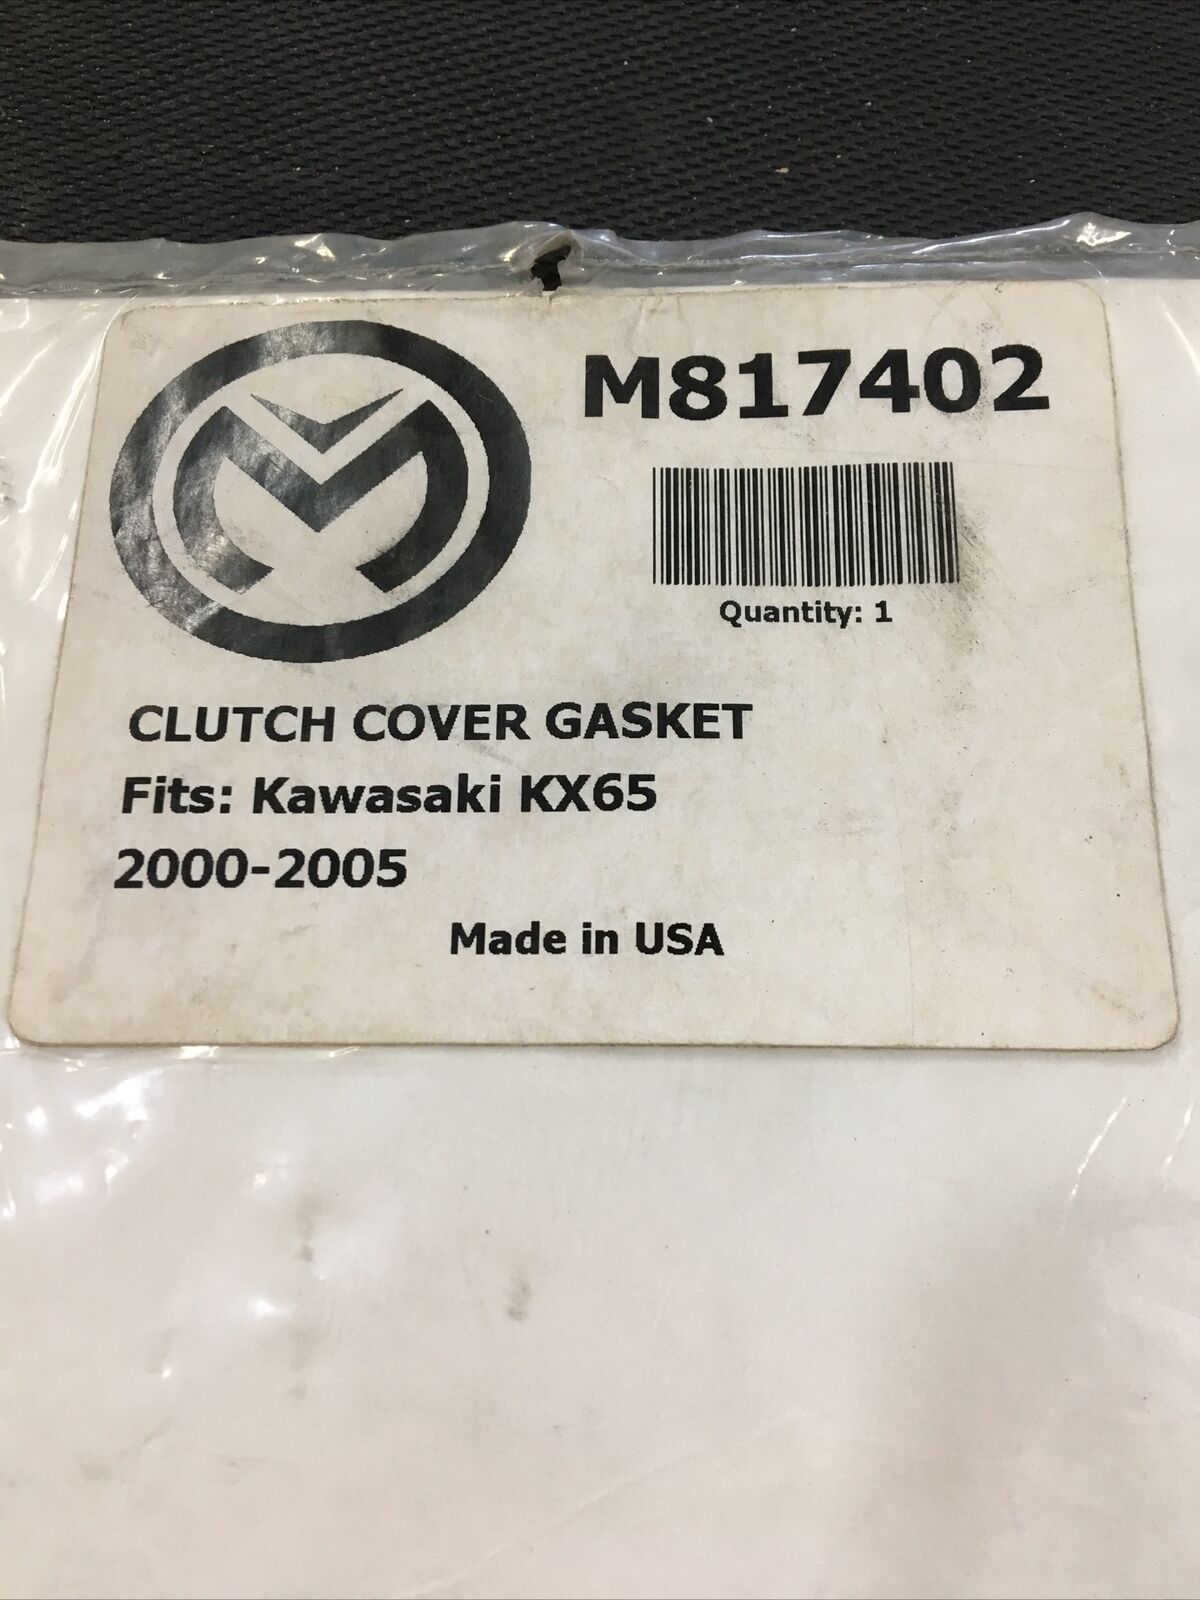 M817402
Quantity: 1
CLUTCH COVER GASKET
Fits: Kawasaki KX65
2000-2005
Made in USA